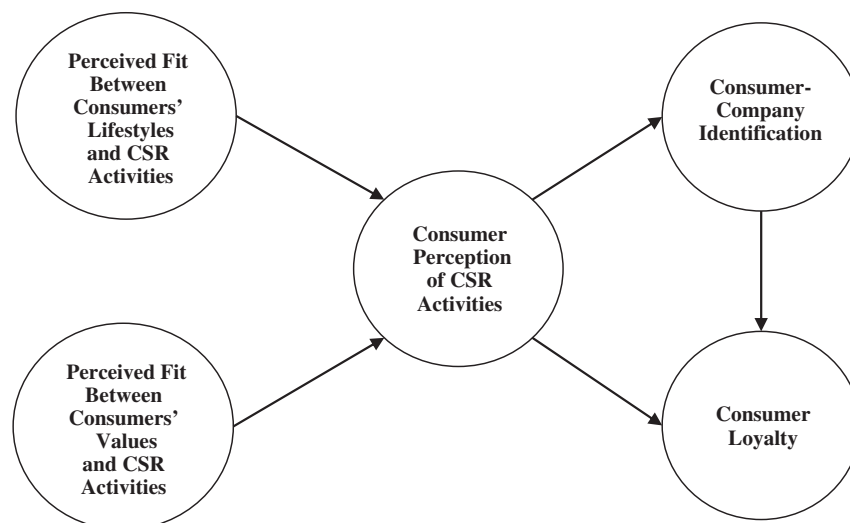 Perceived Fit
Between
Consumers’
Lifestyles
and CSR
Activities
Consumer-
Company
Identification
Consumer
Perception
of CSR
Activities
Perceived Fit
Between
Consumers’
Values
and CSR
Activities
Consumer
Loyalty